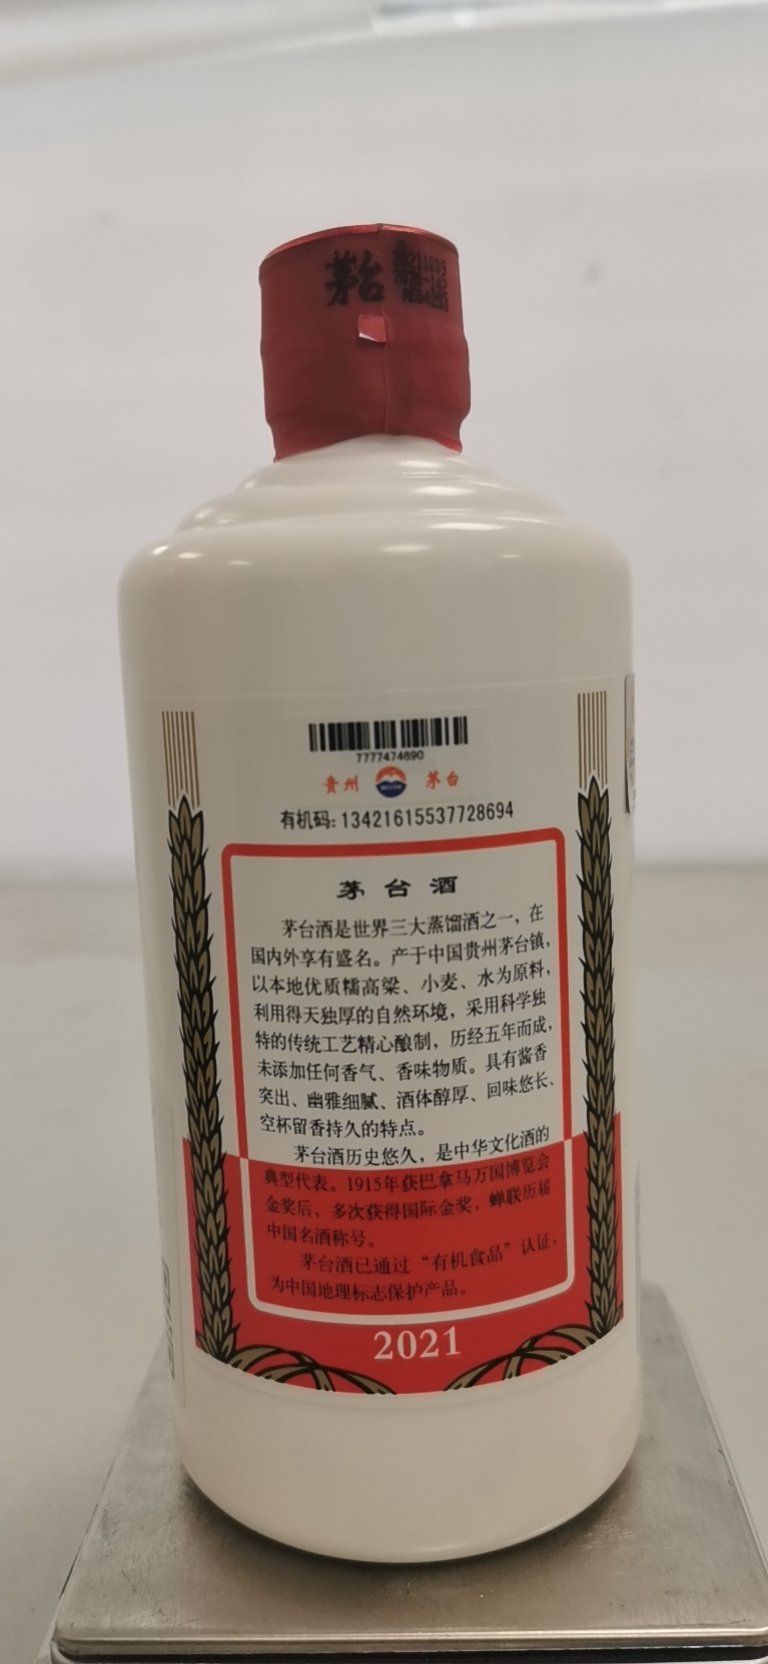 茅台
7777474690
贵州 茅台
有机码:13421615537728694
茅台酒
茅台酒是世界三大蒸馏酒之一，在
国内外享有盛名。产于中国贵州茅台镇，
以本地优质糯高粱、小麦、水为原料，
利用得天独厚的自然环境，采用科学独
特的传统工艺精心酿制，历经五年而成，
未添加任何香气、香味物质。具有酱香
突出、幽雅细腻、酒体醇厚、回味悠长、
空杯留香持久的特点。
茅台酒历史悠久，是中华文化酒的
典型代表。1915年获巴拿马万国博览会
金奖后，多次获得国际金奖，蝉联历届
中国名酒称号。
茅台酒已通过“有机食品”认证，
为中国地理标志保护产品。
2021